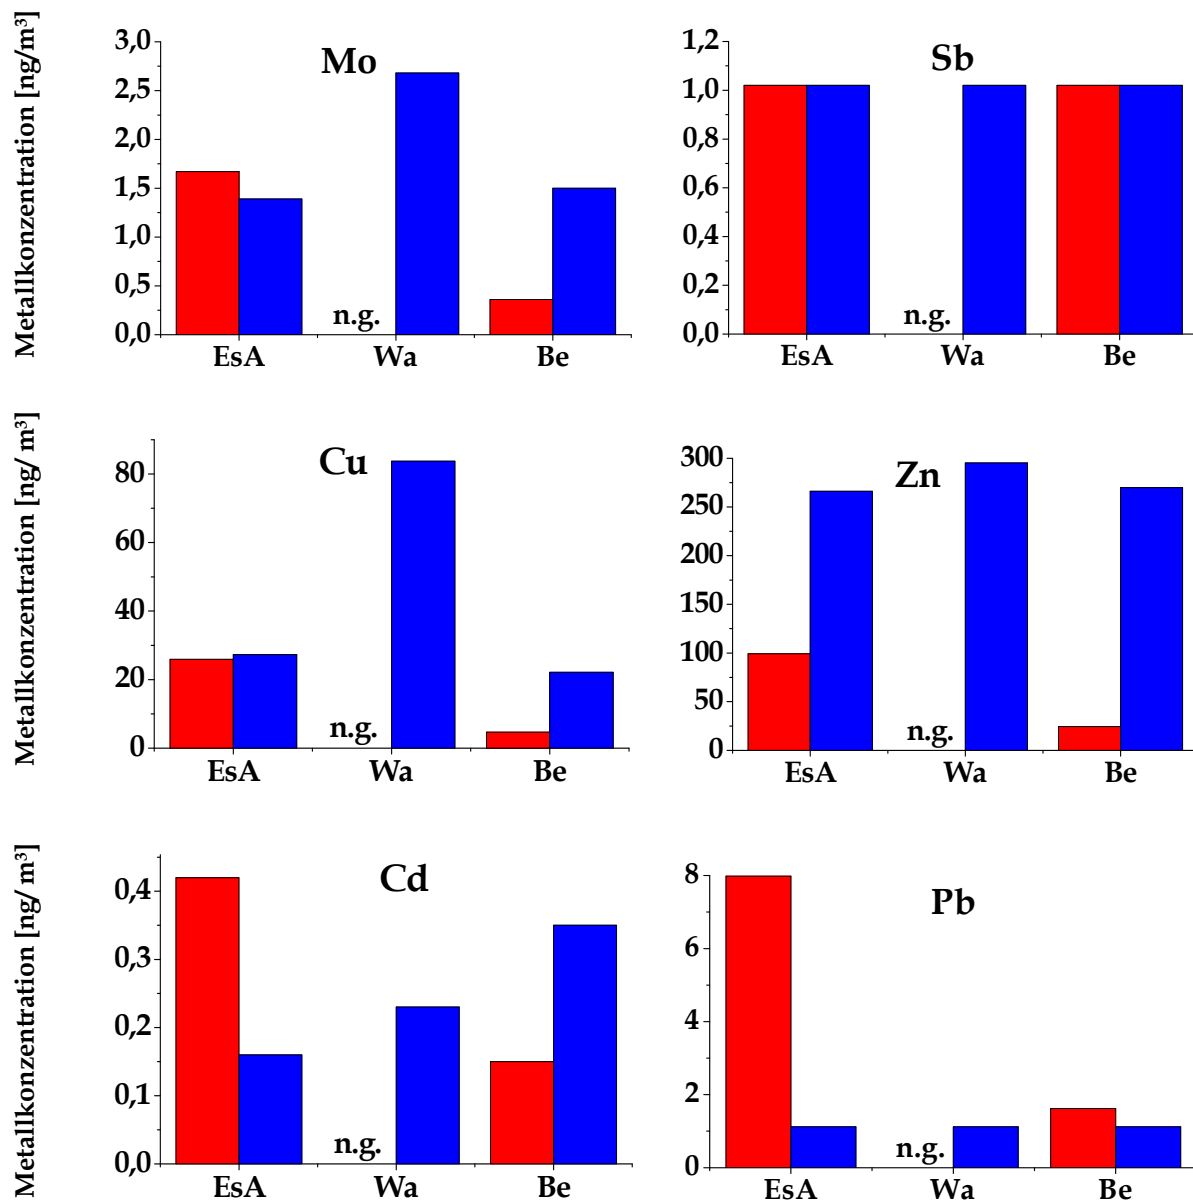 Metallkonzentration [ng/m³]
Mo
3,0
2,5
2,0
1,5
1,0
0,5
0,0
n.g.
EsA Wa Be
Sb
1,2
1,0
0,8
0,6
0,4
0,2
0,0
n.g.
EsA Wa Be
Metallkonzentration [ng/ m³]
Cu
80
60
40
20
0
n.g.
EsA Wa Be
Zn
300
250
200
150
100
50
0
n.g.
EsA Wa Be
Metallkonzentration [ng/ m³]
Cd
0,4
0,3
0,2
0,1
0,0
n.g.
EsA Wa Be
Pb
8
6
4
2
0
n.g.
EsA Wa Be